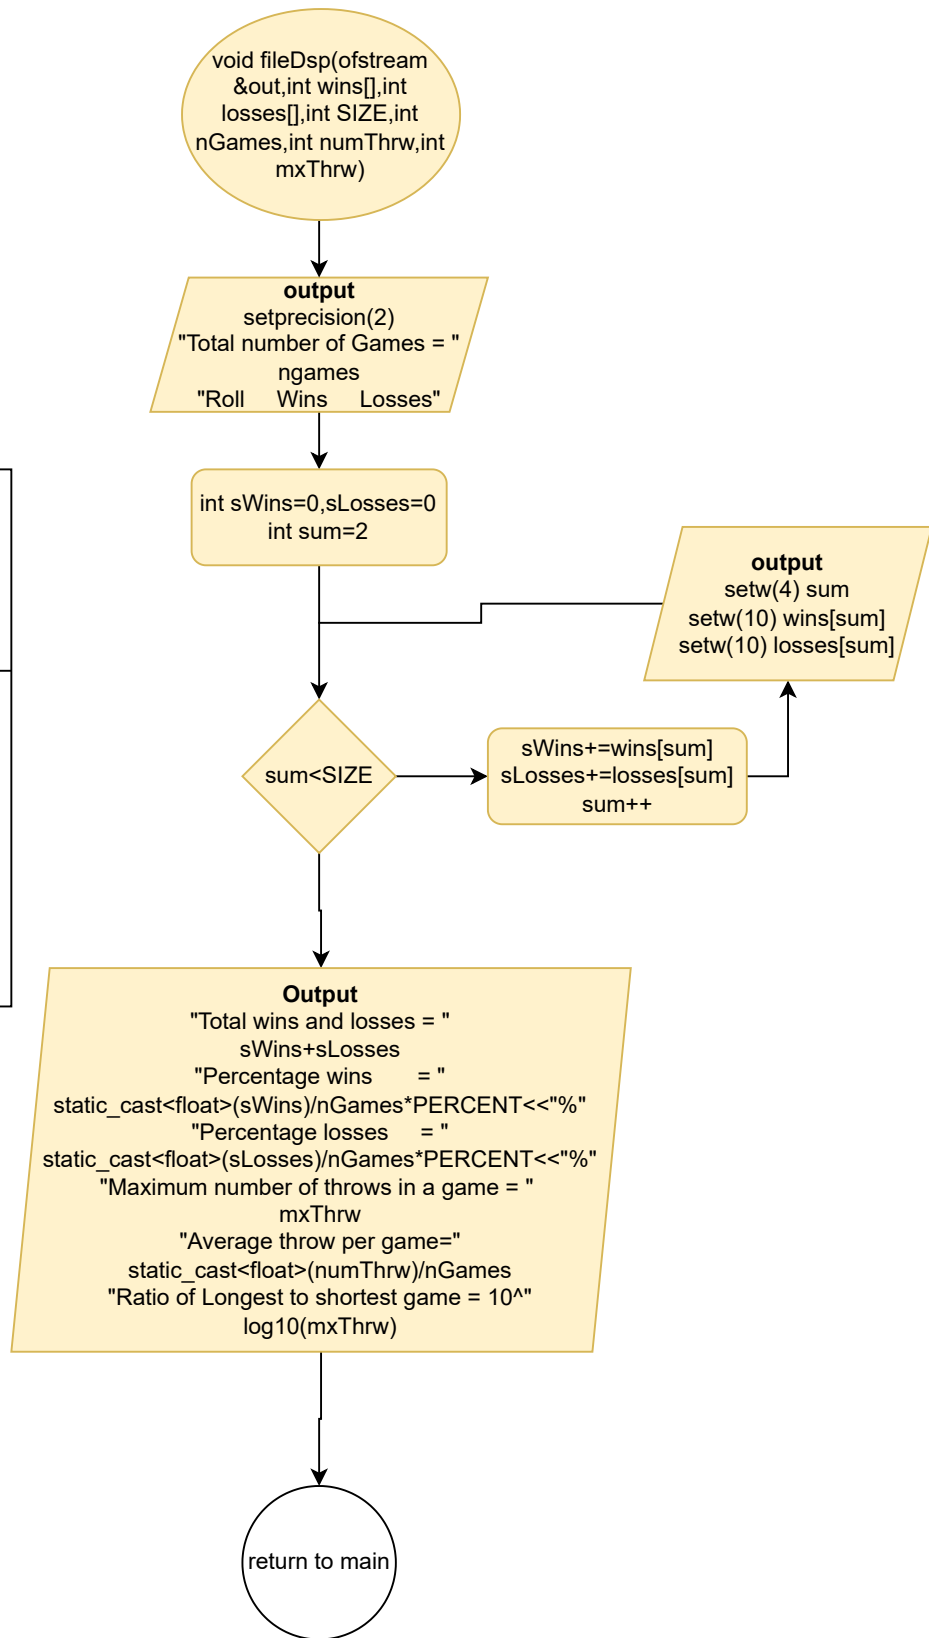 void fileDsp(ofstream
&out,int wins[],int
losses[],int SIZE,int
nGames,int numThrw,int
mxThrw)
output
setprecision(2)
"Total number of Games = "
ngames
"Roll Wins Losses"
int sWins=0,sLosses=0
int sum=2
output
setw(4) sum
setw(10) wins[sum]
setw(10) losses[sum]
sum<SIZE
sWins+=wins[sum]
sLosses+=losses[sum]
sum++
Output
"Total wins and losses = "
sWins+sLosses
"Percentage wins = "
static_cast<float>(sWins)/nGames*PERCENT<<"%"
"Percentage losses = "
static_cast<float>(sLosses)/nGames*PERCENT<<"%"
"Maximum number of throws in a game = "
mxThrw
"Average throw per game="
static_cast<float>(numThrw)/nGames
"Ratio of Longest to shortest game = 10^"
log10(mxThrw)
return to main